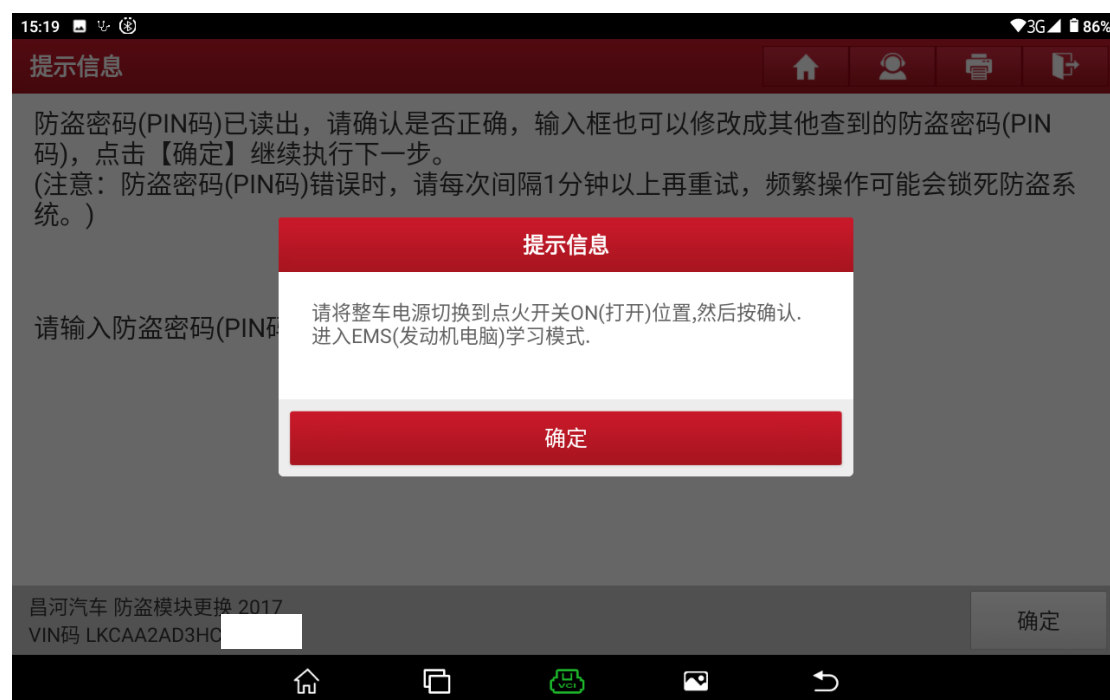 15:19
3G
86%
提示信息
防盗密码(PIN码)已读出，请确认是否正确，输入框也可以修改成其他查到的防盗密码(PIN
码)，点击【确定】继续执行下一步。
(注意：防盗密码(PIN码)错误时，请每次间隔1分钟以上再重试，频繁操作可能会锁死防盗系
统。)
请输入防盗密码(PIN码
提示信息
请将整车电源切换到点火开关ON(打开)位置,然后按确认.
进入EMS(发动机电脑)学习模式.
确定
昌河汽车 防盗模块更换 2017
VIN码 LKCAA2AD3HC
确定
VCI